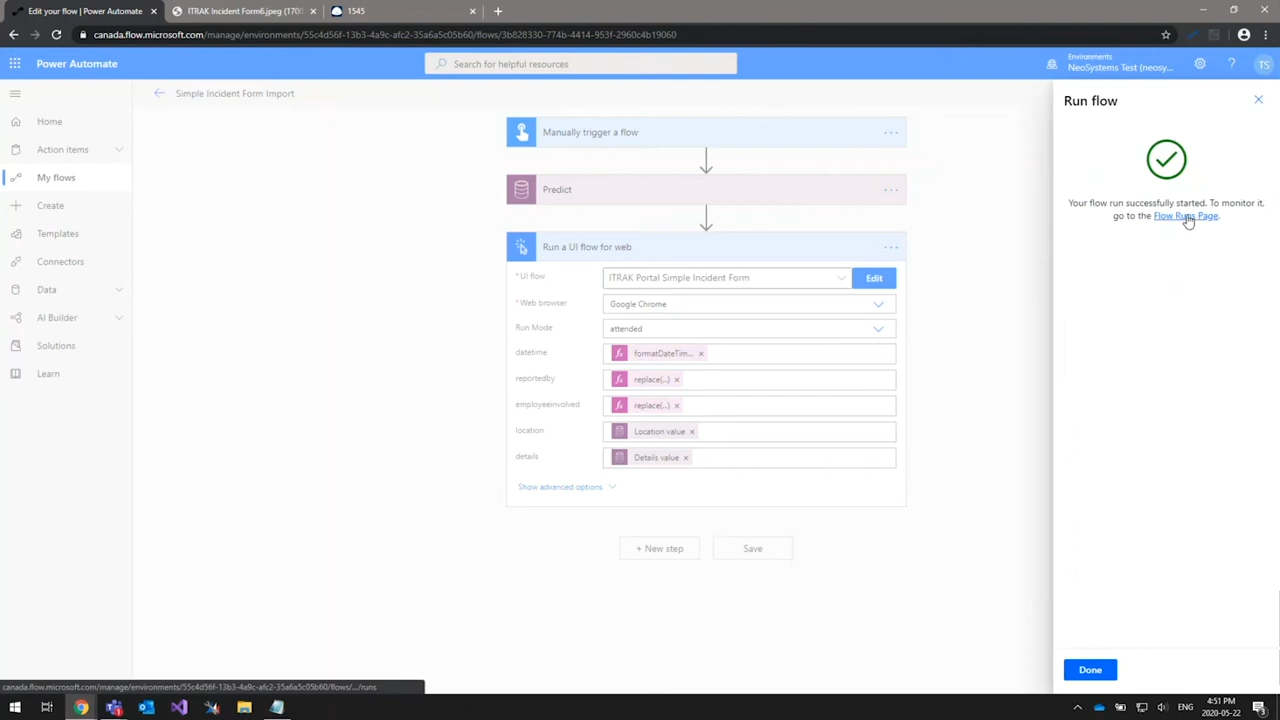 Edit your flow | Power Automate
ITRAK Incident Form6.jpeg (1700
1545
canada.flow.microsoft.com/manage/environments/55c4d56f-13b3-4a9c-afc2-35a6a5c05b60/flows/3b828330-774b-4414-953f-2960c4b19060
Power Automate
Search for helpful resources
Environments
NeoSystems Test (neosy...
TS
Simple Incident Form Import
Home
Action items
My flows
Create
Templates
Connectors
Data
AI Builder
Solutions
Learn
Manually trigger a flow
Predict
Run a UI flow for web
* UI flow
ITRAK Portal Simple Incident Form
Edit
* Web browser
Google Chrome
Run Mode
attended
datetime
formatDateTim...
reportedby
replace(...)
employeeinvolved
replace(...)
location
Location value
details
Details value
Show advanced options
+ New step
Save
Run flow
Your flow run successfully started. To monitor it,
go to the Flow Runs Page.
Done
canada.flow.microsoft.com/manage/environments/55c4d56f-13b3-4a9c-afc2-35a6a5c05b60/flows/.../runs
ENG
4:51 PM
2020-05-22
3